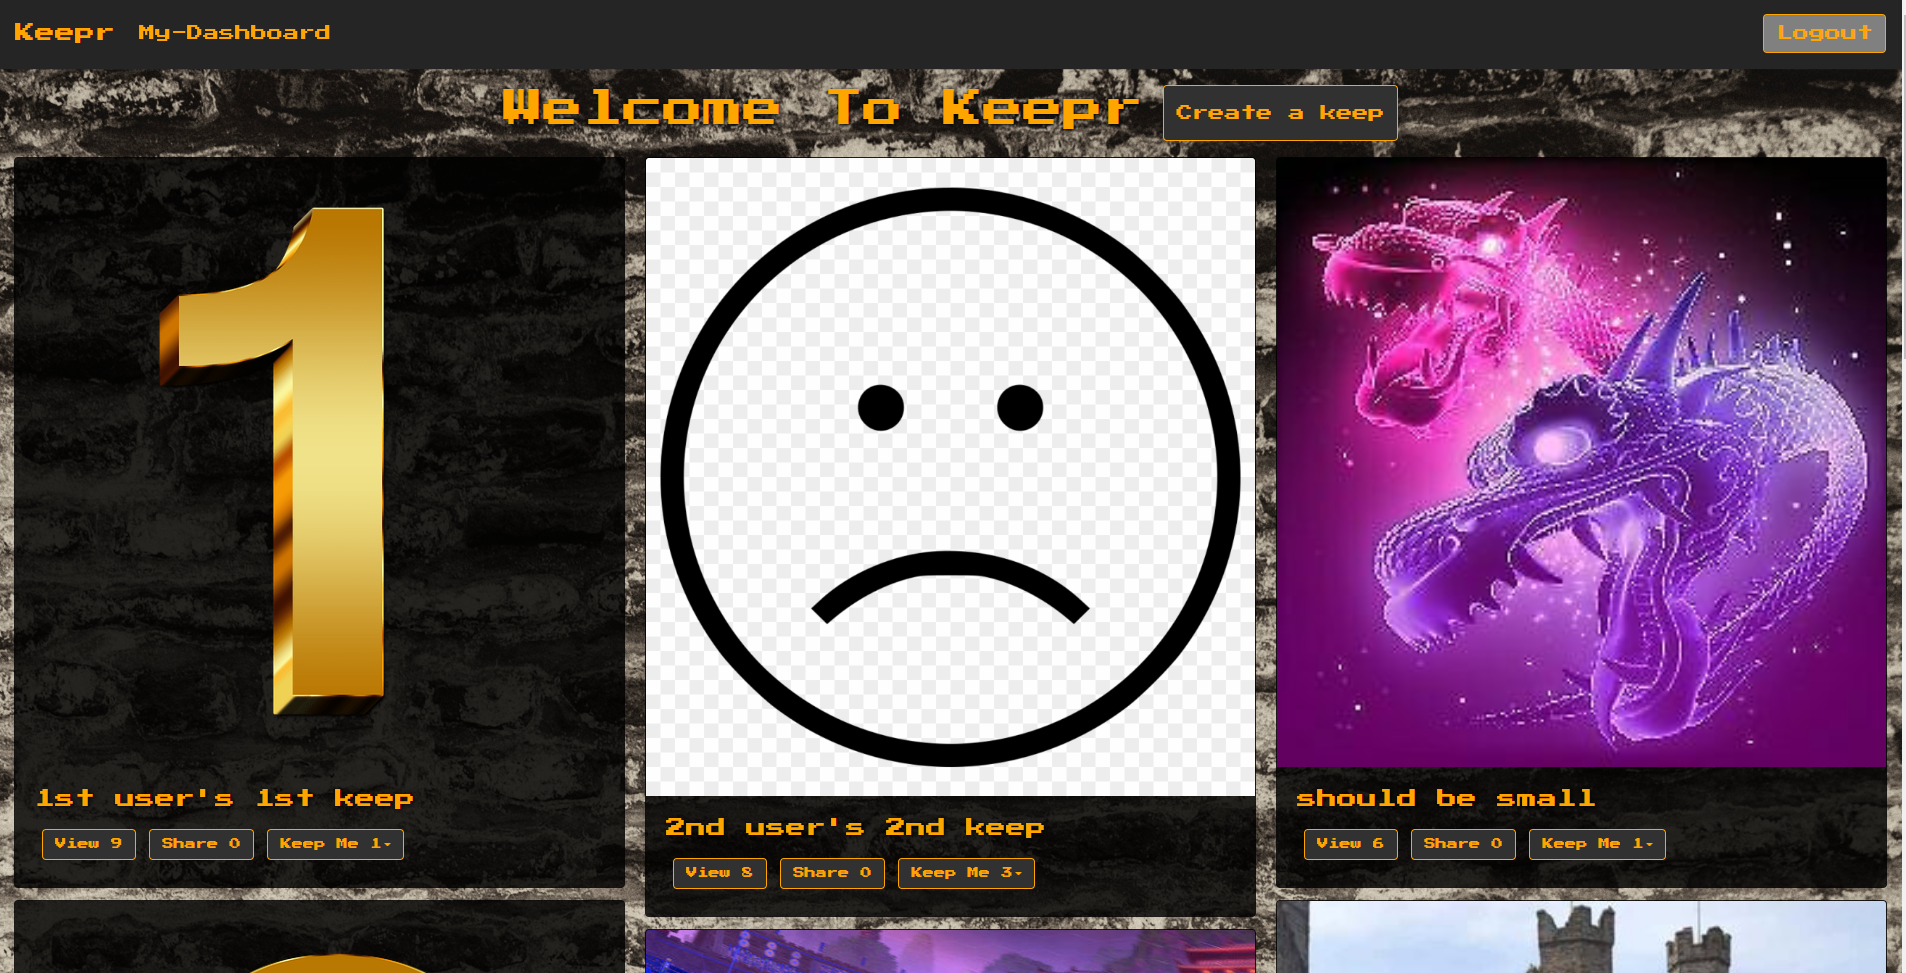 Keepr My-Dashboard Logout
Welcome To Keepr Create a keep
1
1st user's 1st keep
View 9 Share 0 Keep Me 1
2nd user's 2nd keep
View 8 Share 0 Keep Me 3
should be small
View 6 Share 0 Keep Me 1